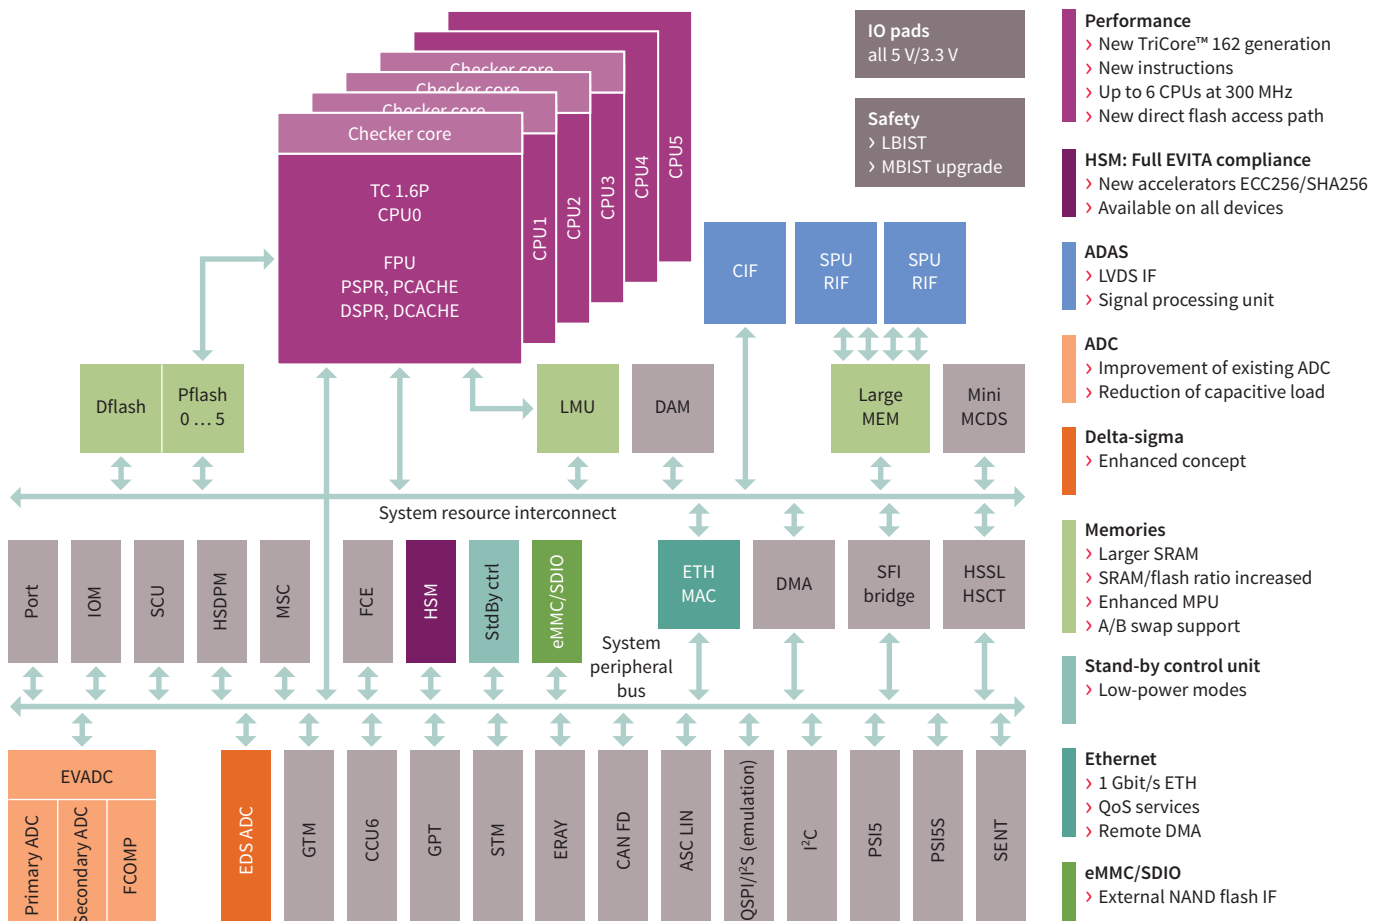 Checker core
Checker core
Checker core
Checker core
TC 1.6P
CPU0
FPU
PSPR, PCACHE
DSPR, DCACHE
CPU1
CPU2
CPU3
CPU4
CPU5
IO pads
all 5 V/3.3 V
Safety
› LBIST
› MBIST upgrade
CIF
SPU
RIF
SPU
RIF
Dflash
Pflash
0 … 5
LMU
DAM
Large
MEM
Mini
MCDS
System resource interconnect
Port
IOM
SCU
HSDPM
MSC
FCE
HSM
StdBy ctrl
eMMC/SDIO
ETH
MAC
DMA
SFI
bridge
HSSL
HSCT
System
peripheral
bus
EVADC
Primary ADC
Secondary ADC
FCOMP
EDS ADC
GTM
CCU6
GPT
STM
ERAY
CAN FD
ASC LIN
QSPI/I²S (emulation)
I²C
PSI5
PSI5S
SENT
Performance
› New TriCore™ 162 generation
› New instructions
› Up to 6 CPUs at 300 MHz
› New direct flash access path
HSM: Full EVITA compliance
› New accelerators ECC256/SHA256
› Available on all devices
ADAS
› LVDS IF
› Signal processing unit
ADC
› Improvement of existing ADC
› Reduction of capacitive load
Delta-sigma
› Enhanced concept
Memories
› Larger SRAM
› SRAM/flash ratio increased
› Enhanced MPU
› A/B swap support
Stand-by control unit
› Low-power modes
Ethernet
› 1 Gbit/s ETH
› QoS services
› Remote DMA
eMMC/SDIO
› External NAND flash IF